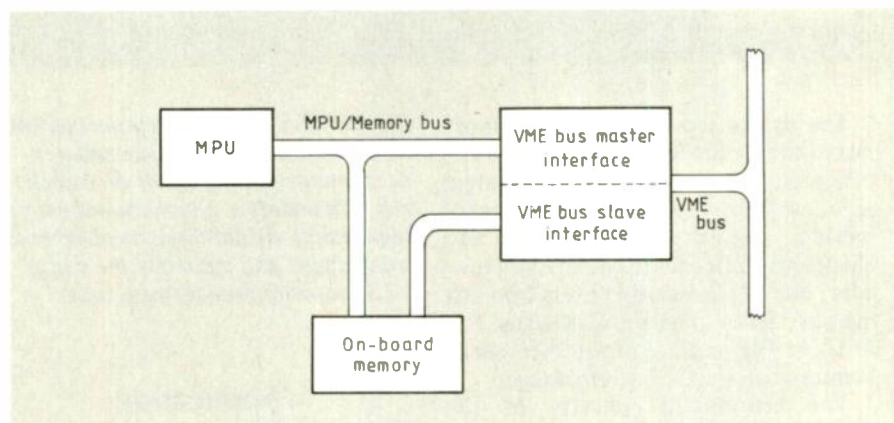 MPU
MPU/Memory bus
VME bus master
interface
VME bus slave
interface
VME
bus
On-board
memory